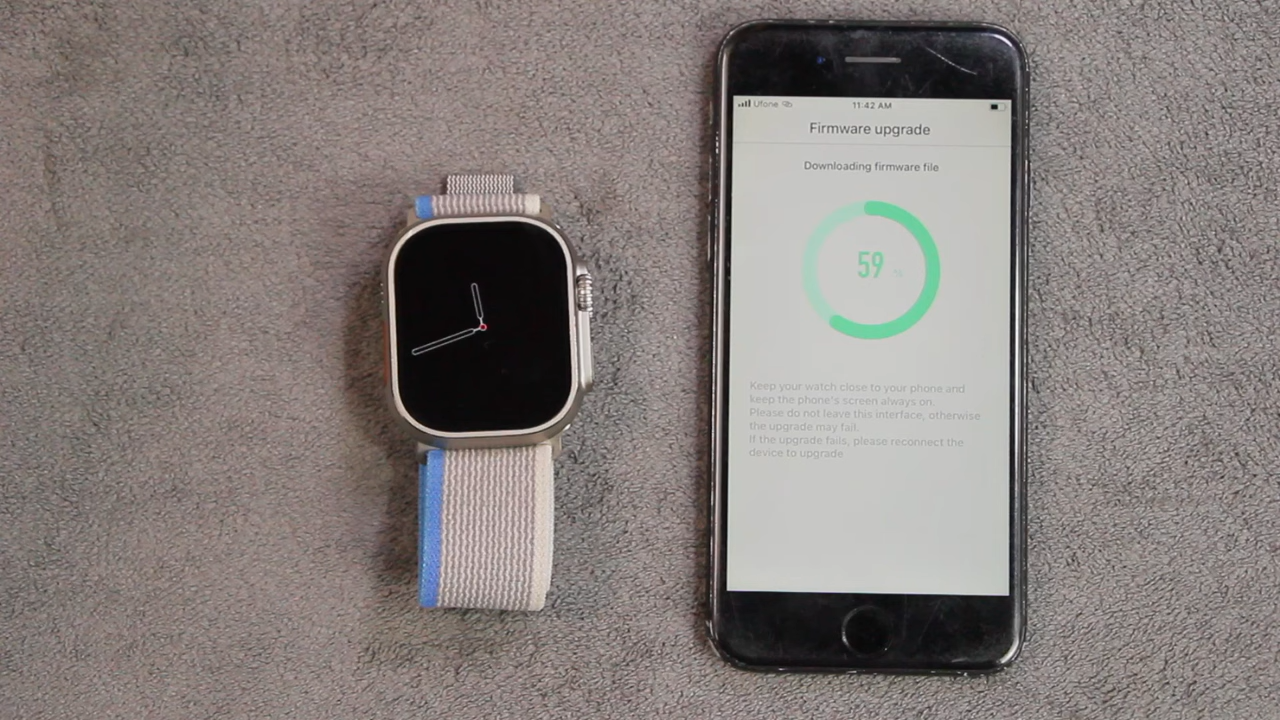 Ufone
11:42 AM
Firmware upgrade
Downloading firmware file
59 %
Keep your watch close to your phone and
keep the phone's screen always on.
Please do not leave this interface, otherwise
the upgrade may fail.
If the upgrade fails, please reconnect the
device to upgrade